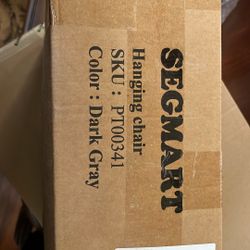 SEGMART
Hanging chair
SKU : PT00341
Color : Dark Gray